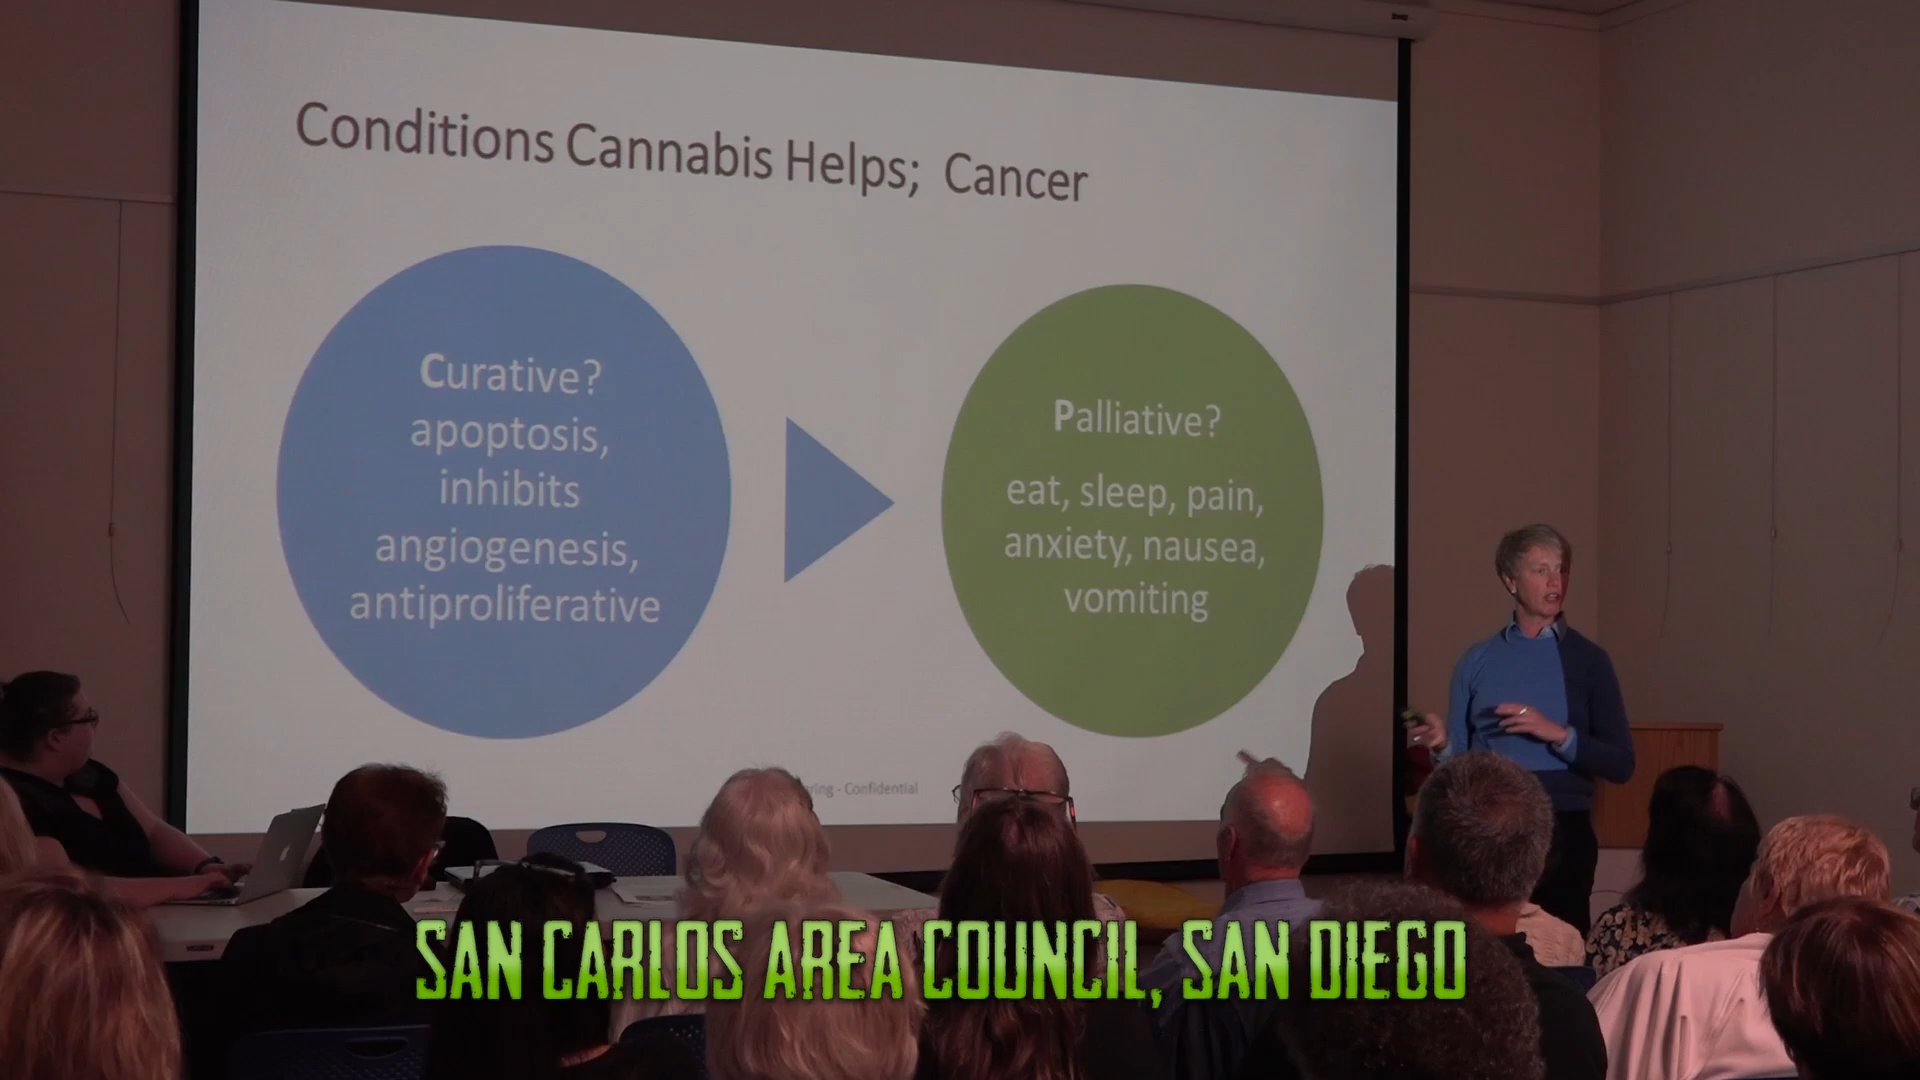 Conditions Cannabis Helps; Cancer
Curative?
apoptosis,
inhibits
angiogenesis,
antiproliferative
Palliative?
eat, sleep, pain,
anxiety, nausea,
vomiting
- Confidential
SAN CARLOS AREA COUNCIL, SAN DIEGO